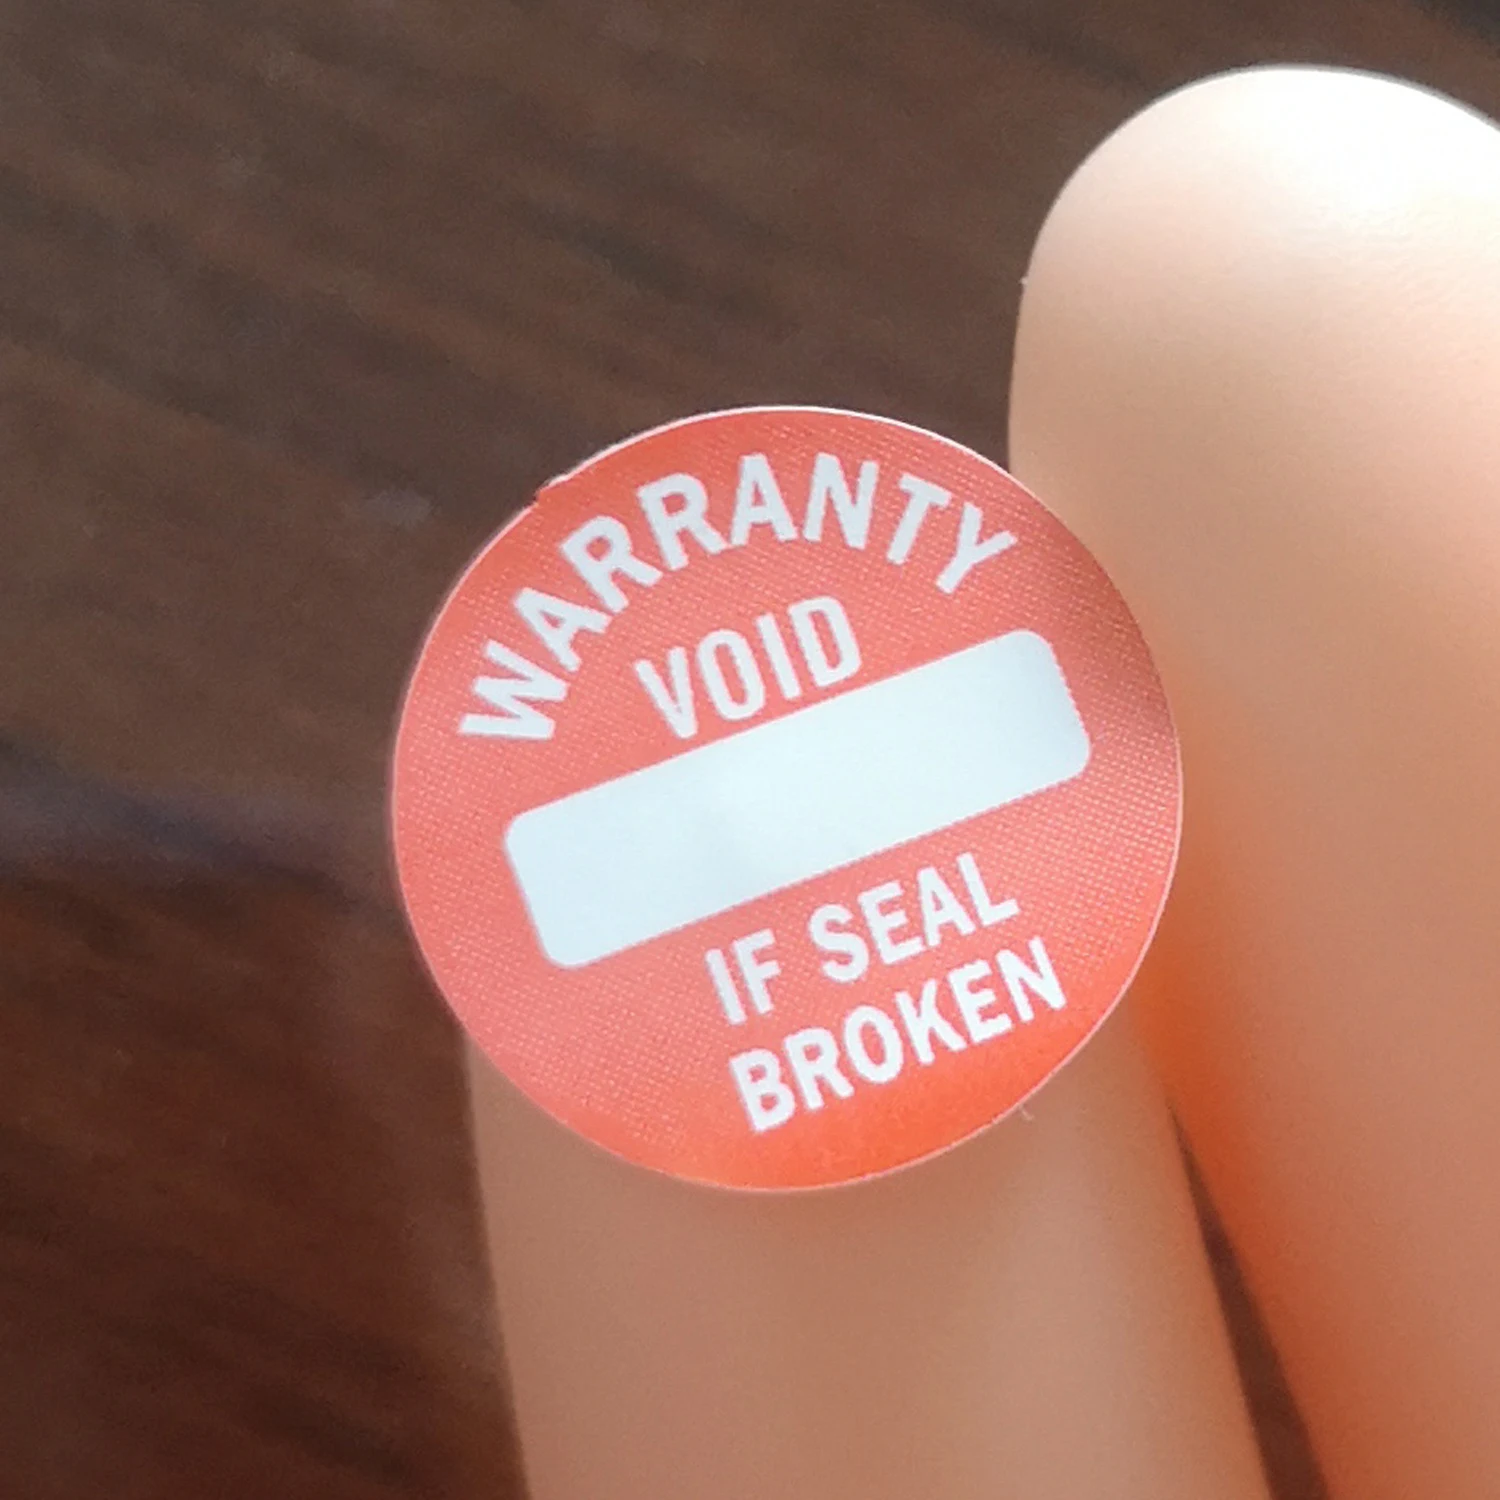 WARRANTY
VOID
IF SEAL
BROKEN